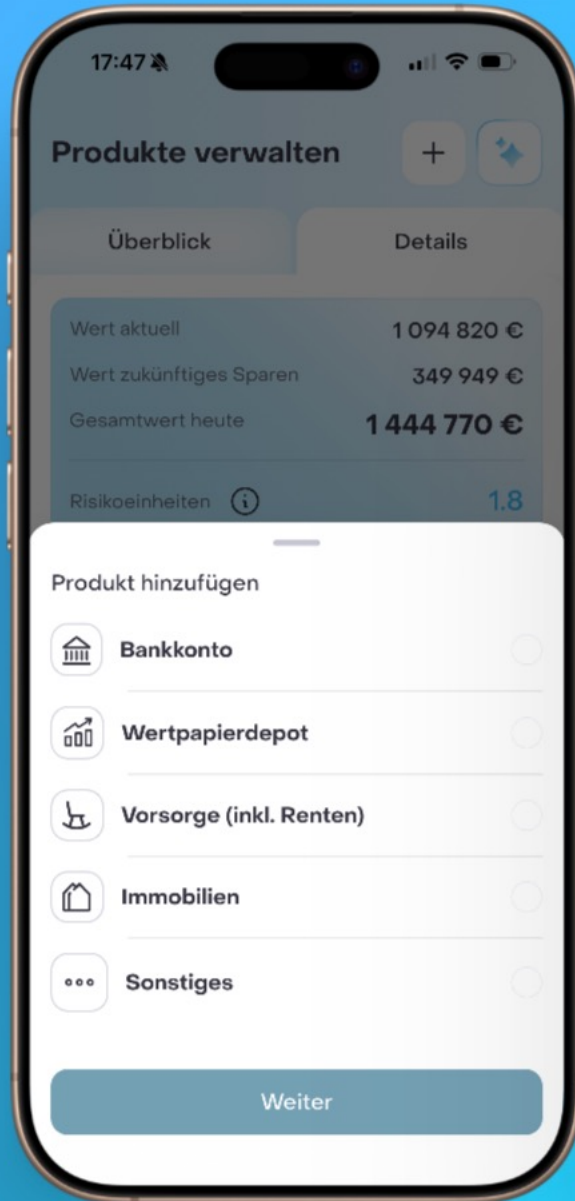 17:47
Produkte verwalten
+
Überblick
Details
Wert aktuell 1 094 820 €
Wert zukünftiges Sparen 349 949 €
Gesamtwert heute 1 444 770 €
Risikoeinheiten i 1.8
Produkt hinzufügen
Bankkonto
Wertpapierdepot
Vorsorge (inkl. Renten)
Immobilien
Sonstiges
Weiter